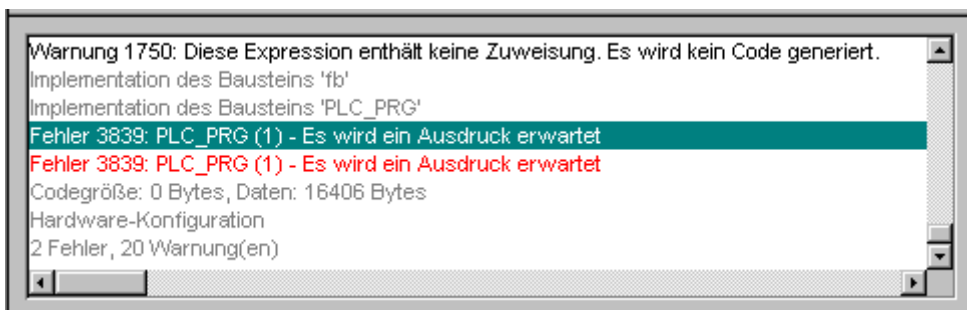 Warnung 1750: Diese Expression enthält keine Zuweisung. Es wird kein Code generiert.
Implementation des Bausteins 'fb'
Implementation des Bausteins 'PLC_PRG'
Fehler 3839: PLC_PRG (1) - Es wird ein Ausdruck erwartet
Fehler 3839: PLC_PRG (1) - Es wird ein Ausdruck erwartet
Codegröße: 0 Bytes, Daten: 16406 Bytes
Hardware-Konfiguration
2 Fehler, 20 Warnung(en)